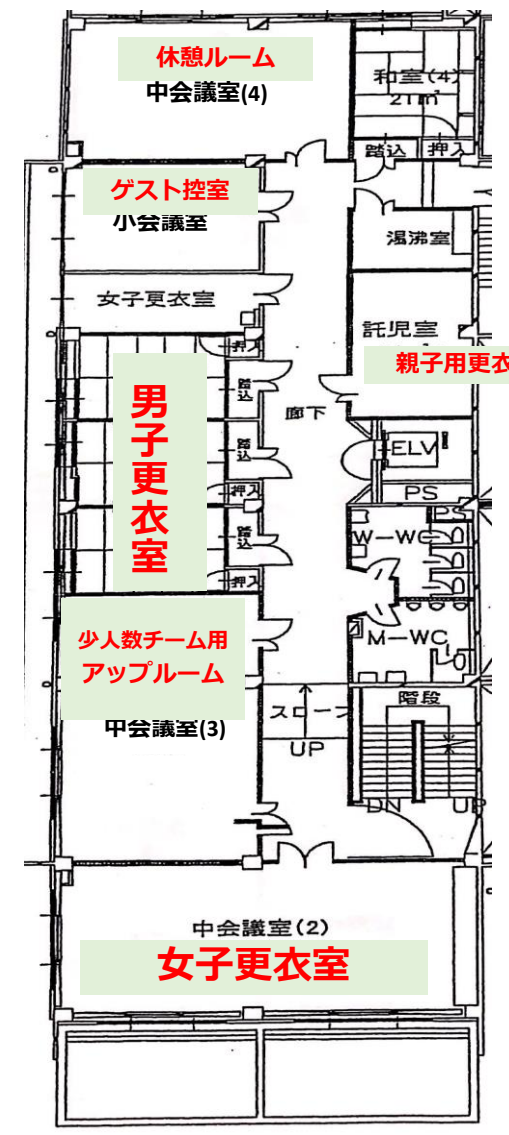 休憩ルーム
中会議室(4)
和室(4)
21㎡
踏込
押入
ゲスト控室
小会議室
湯沸室
女子更衣室
託児室
親子用更衣
押入
踏込
廊下
男子更衣室
踏込
ELV
押入
PS
PS
W-WC
踏込
押入
少人数チーム用
アップルーム
M-WC
中会議室(3)
スロープ
UP
階段
DN
UP
中会議室(2)
女子更衣室